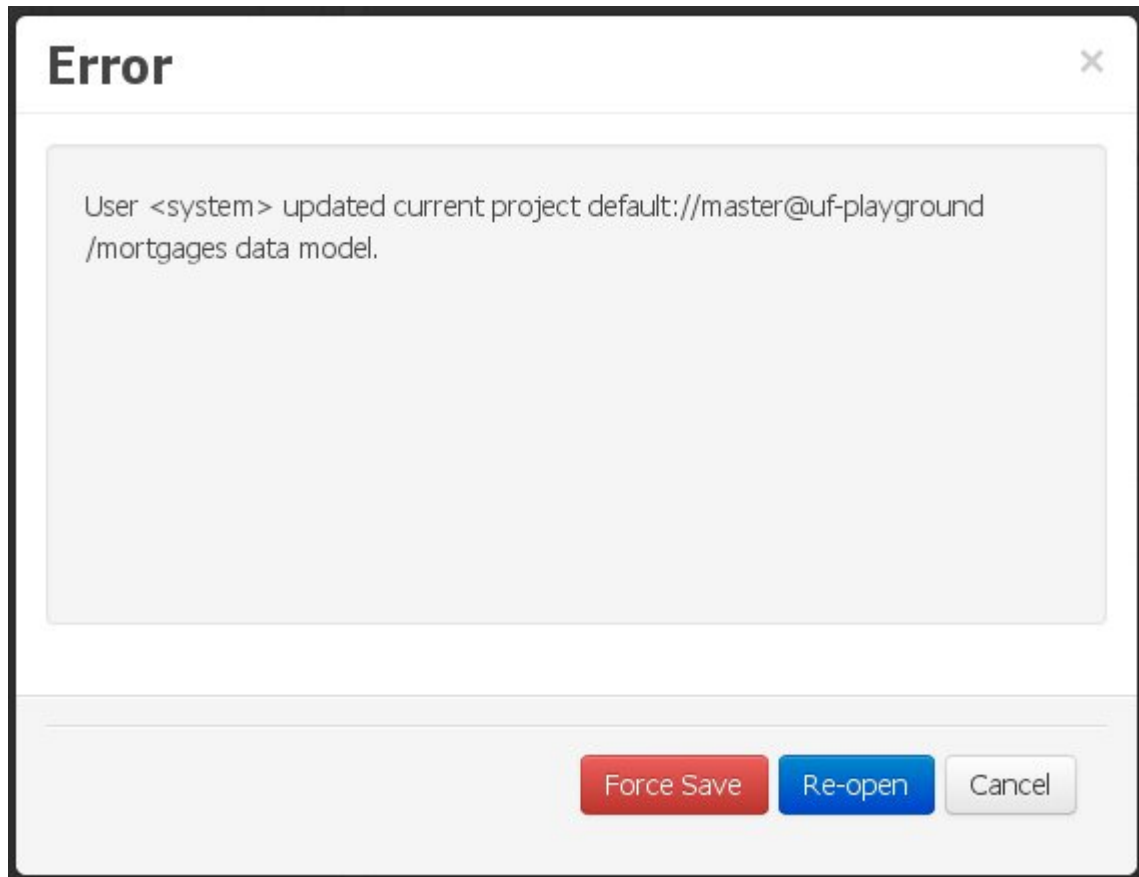 Error
×
User <system> updated current project default://master@uf-playground
/mortgages data model.
Force Save Re-open Cancel